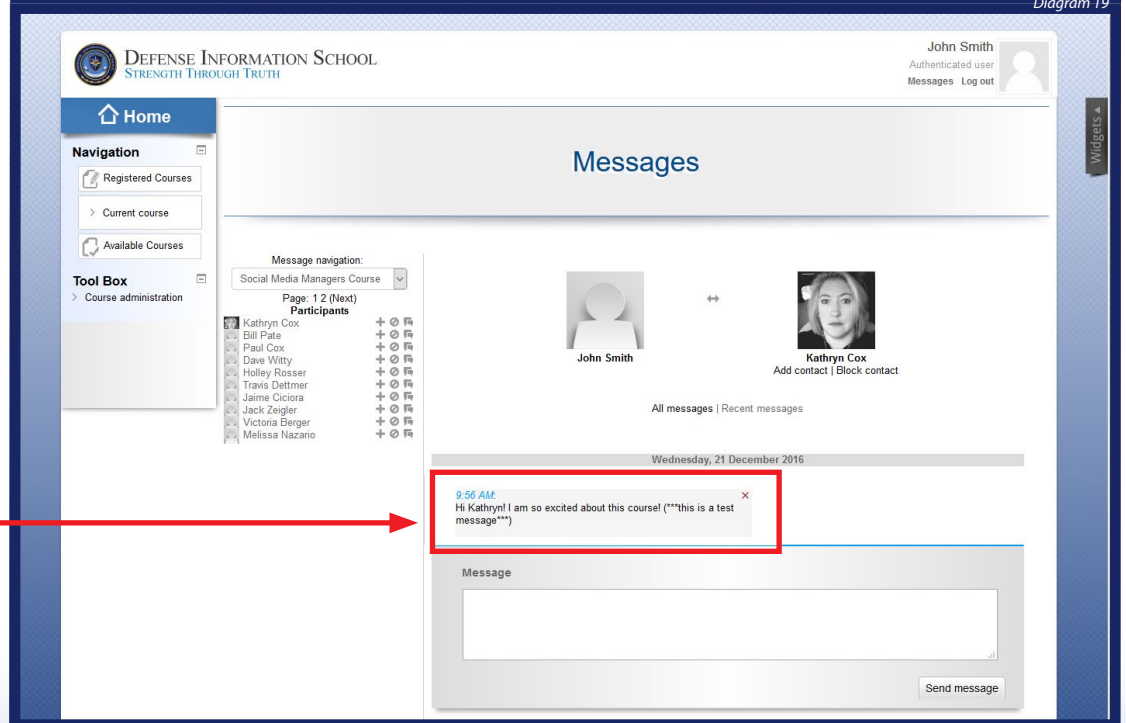 Diagram 19
DEFENSE INFORMATION SCHOOL
STRENGTH THROUGH TRUTH
John Smith
Authenticated user
Messages Log out
Home
Navigation
Registered Courses
Current course
Available Courses
Tool Box
Course administration
Messages
Widgets
Message navigation:
Social Media Managers Course
Page: 1 2 (Next)
Participants
Kathryn Cox
Bill Pate
Paul Cox
Dave Witty
Holley Rosser
Travis Dettmer
Jaime Ciciora
Jack Zeigler
Victoria Berger
Melissa Nazario
John Smith
Kathryn Cox
Add contact | Block contact
All messages | Recent messages
Wednesday, 21 December 2016
9:56 AM:
Hi Kathryn! I am so excited about this course! (***this is a test
message***)
Message
Send message